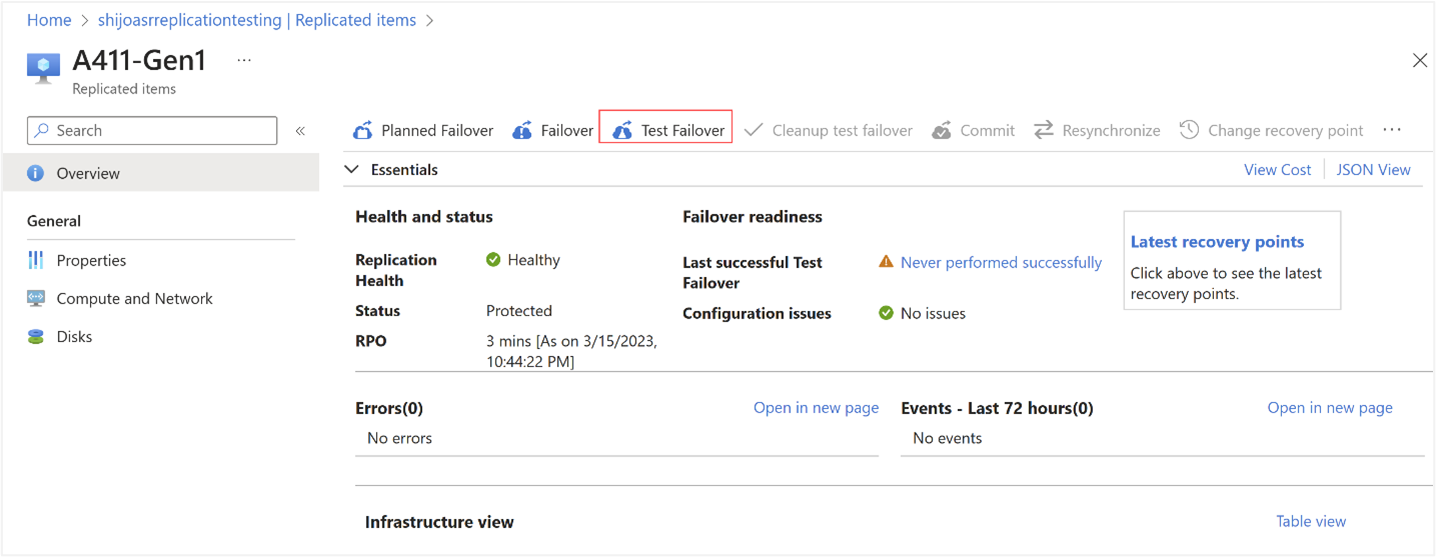 Home > shijoasrreplicationtesting | Replicated items >
A411-Gen1 ...
Replicated items
Search «
Planned Failover Failover Test Failover Cleanup test failover Commit Resynchronize Change recovery point ...
Overview
General
Properties
Compute and Network
Disks
Essentials View Cost JSON View
Health and status
Replication Health Healthy
Status Protected
RPO 3 mins [As on 3/15/2023, 10:44:22 PM]
Failover readiness
Last successful Test Failover Never performed successfully
Configuration issues No issues
Latest recovery points
Click above to see the latest
recovery points.
Errors(0) Open in new page
No errors
Events - Last 72 hours(0) Open in new page
No events
Infrastructure view Table view